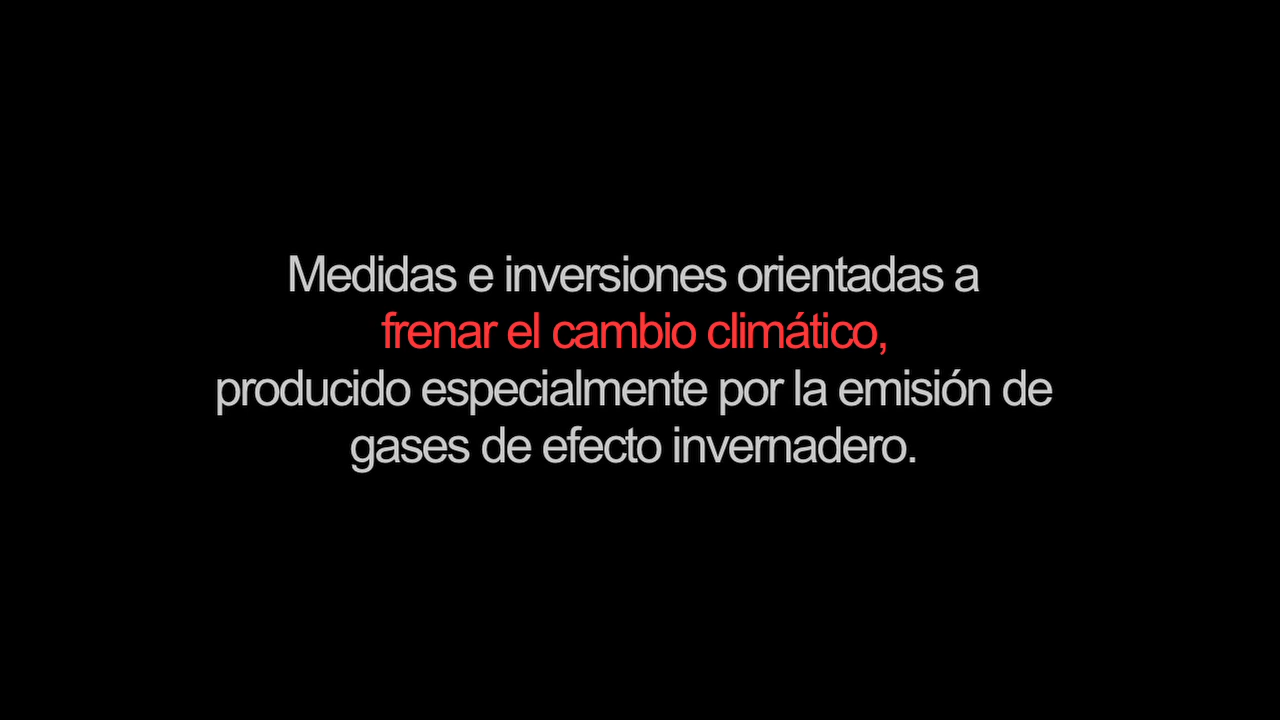 Medidas e inversiones orientadas a
frenar el cambio climático,
producido especialmente por la emisión de
gases de efecto invernadero.